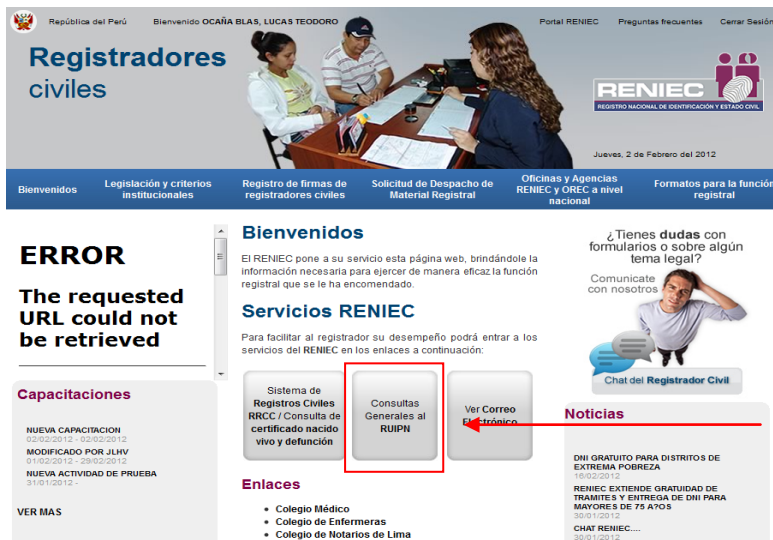 República del Perú
Bienvenido OCAÑA BLAS, LUCAS TEODORO
Portal RENIEC
Preguntas frecuentes
Cerrar Sesión
Registradores
civiles
RENIEC
REGISTRO NACIONAL DE IDENTIFICACIÓN Y ESTADO CIVIL
Jueves, 2 de Febrero del 2012
Bienvenidos
Legislación y criterios
institucionales
Registro de firmas de
registradores civiles
Solicitud de Despacho de
Material Registral
Oficinas y Agencias
RENIEC y OREC a nivel
nacional
Formatos para la función
registral
ERROR
The requested
URL could not
be retrieved
Capacitaciones
NUEVA CAPACITACION
02/02/2012 - 02/02/2012
MODIFICADO POR JLHV
01/02/2012 - 29/02/2012
NUEVA ACTIVIDAD DE PRUEBA
31/01/2012 -
VER MAS
Bienvenidos
El RENIEC pone a su servicio esta página web, brindándole la
información necesaria para ejercer de manera eficaz la función
registral que se le ha encomendado.
Servicios RENIEC
Para facilitar al registrador su desempeño podrá entrar a los
servicios del RENIEC en los enlaces a continuación:
Sistema de
Registros Civiles
RRCC / Consulta de
certificado nacido
vivo y defunción
Consultas
Generales al
RUIPN
Ver Correo
Electrónico
Enlaces
• Colegio Médico
• Colegio de Enfermeras
• Colegio de Notarios de Lima
¿Tienes dudas con
formularios o sobre algún
tema legal?
Comunicate
con nosotros
Chat del Registrador Civil
Noticias
DNI GRATUITO PARA DISTRITOS DE
EXTREMA POBREZA
16/02/2012
RENIEC EXTIENDE GRATUIDAD DE
TRAMITES Y ENTREGA DE DNI PARA
MAYORES DE 75 A?OS
30/01/2012
CHAT RENIEC....
30/01/2012